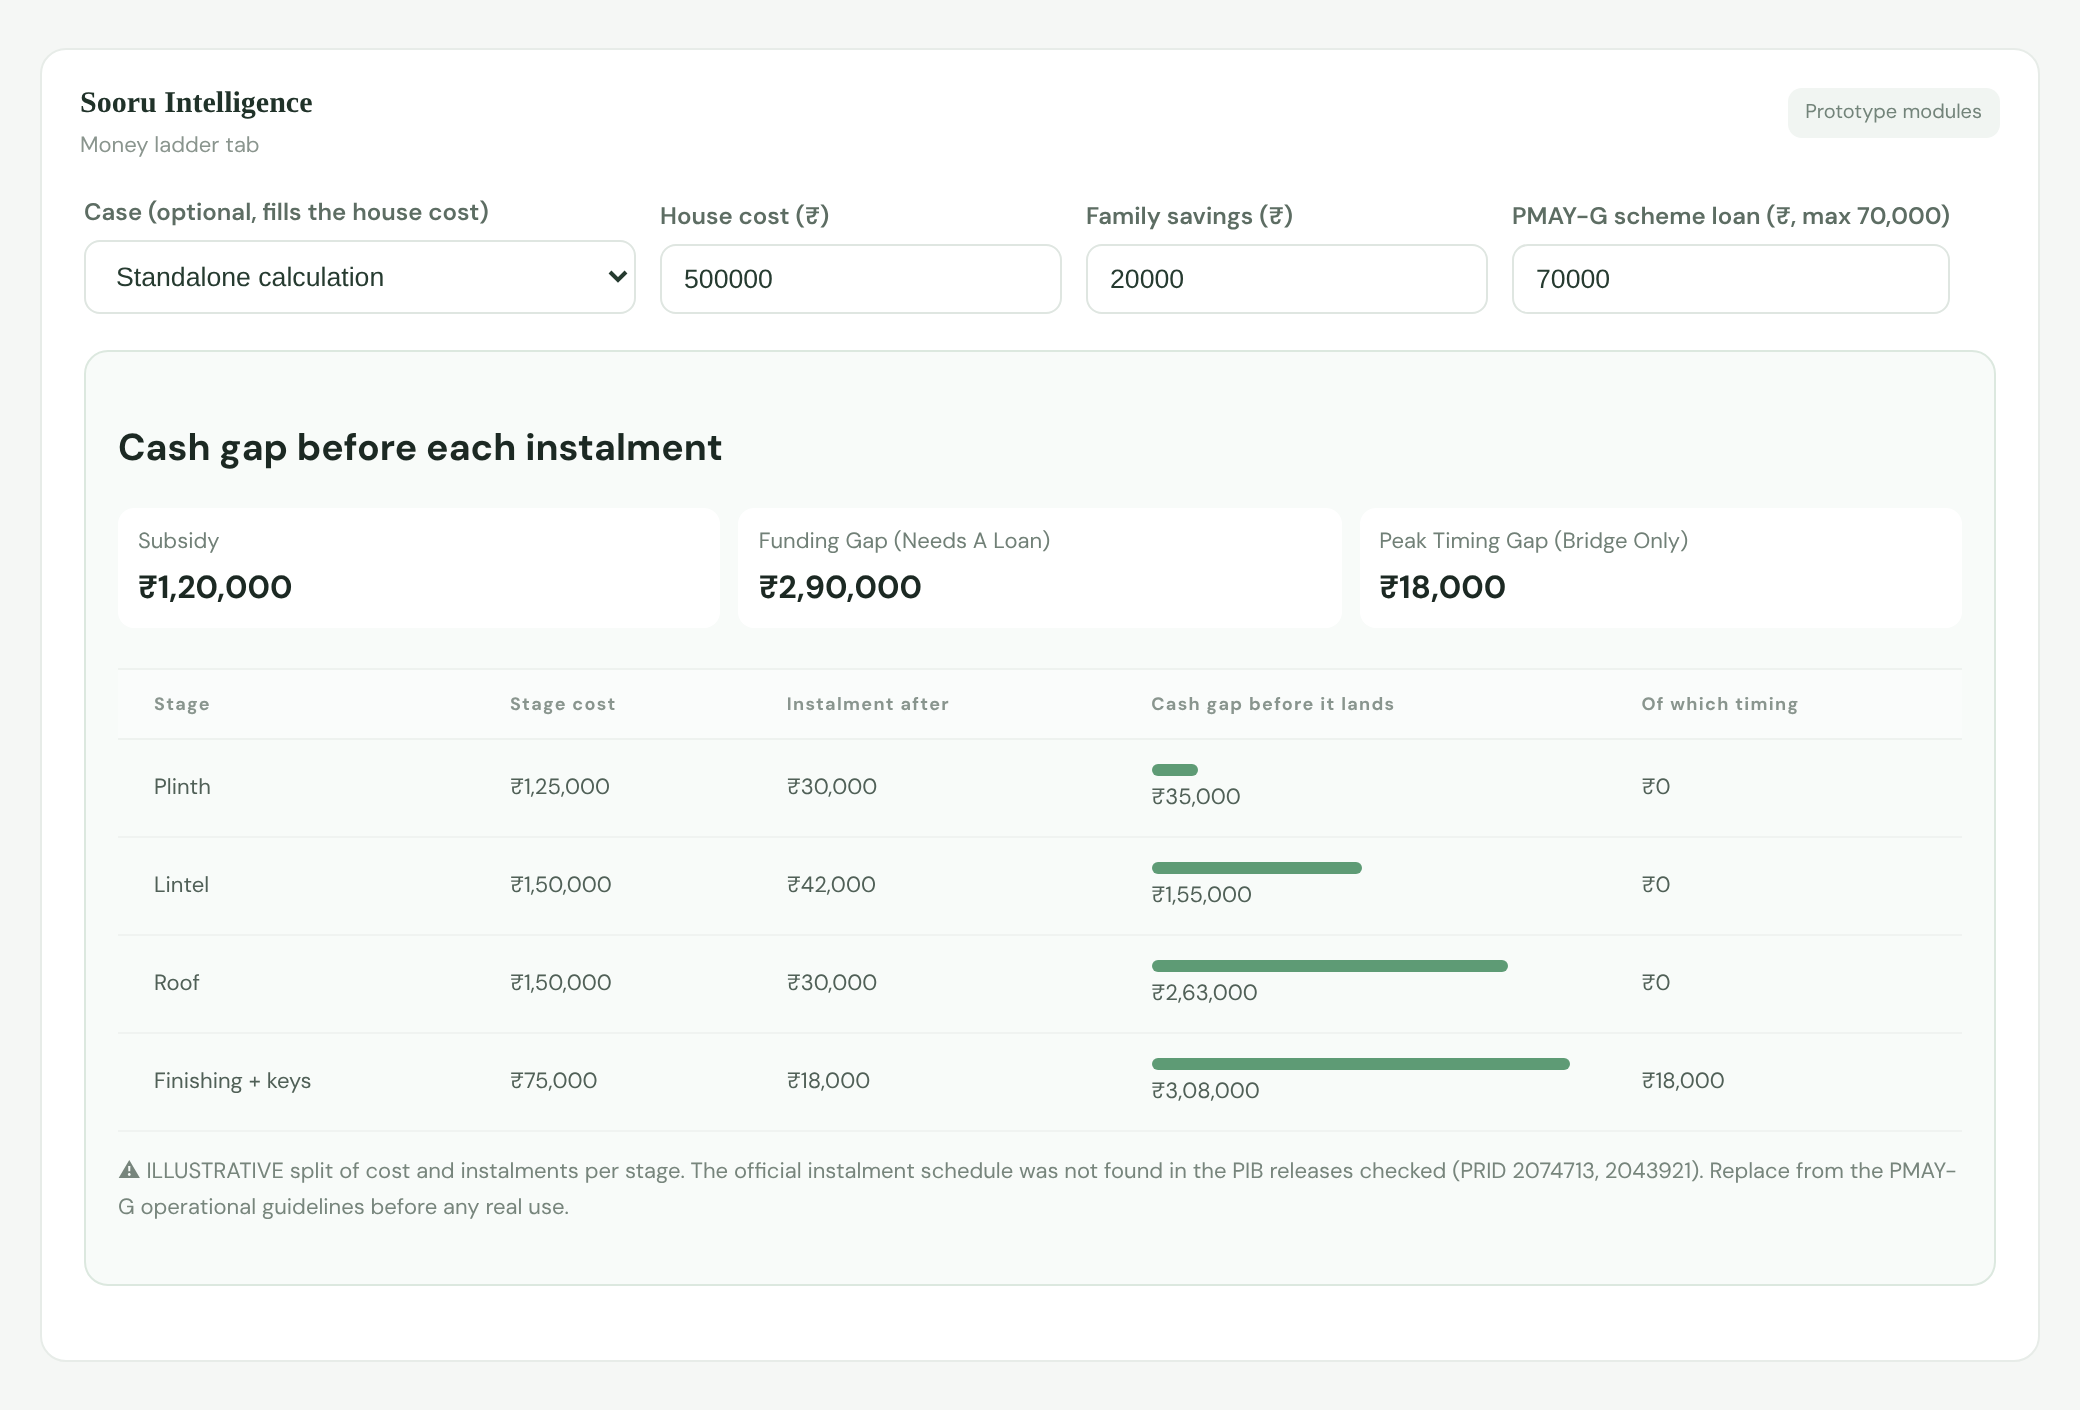 Sooru Intelligence
Prototype modules
Money ladder tab
Case (optional, fills the house cost)
House cost (₹)
Family savings (₹)
PMAY-G scheme loan (₹, max 70,000)
Standalone calculation
500000
20000
70000
Cash gap before each instalment
Subsidy
Funding Gap (Needs A Loan)
Peak Timing Gap (Bridge Only)
₹1,20,000
₹2,90,000
₹18,000
Stage Stage cost Instalment after Cash gap before it lands Of which timing
Plinth ₹1,25,000 ₹30,000 ₹35,000 ₹0
Lintel ₹1,50,000 ₹42,000 ₹1,55,000 ₹0
Roof ₹1,50,000 ₹30,000 ₹2,63,000 ₹0
Finishing + keys ₹75,000 ₹18,000 ₹3,08,000 ₹18,000
⚠ ILLUSTRATIVE split of cost and instalments per stage. The official instalment schedule was not found in the PIB releases checked (PRID 2074713, 2043921). Replace from the PMAY-
G operational guidelines before any real use.